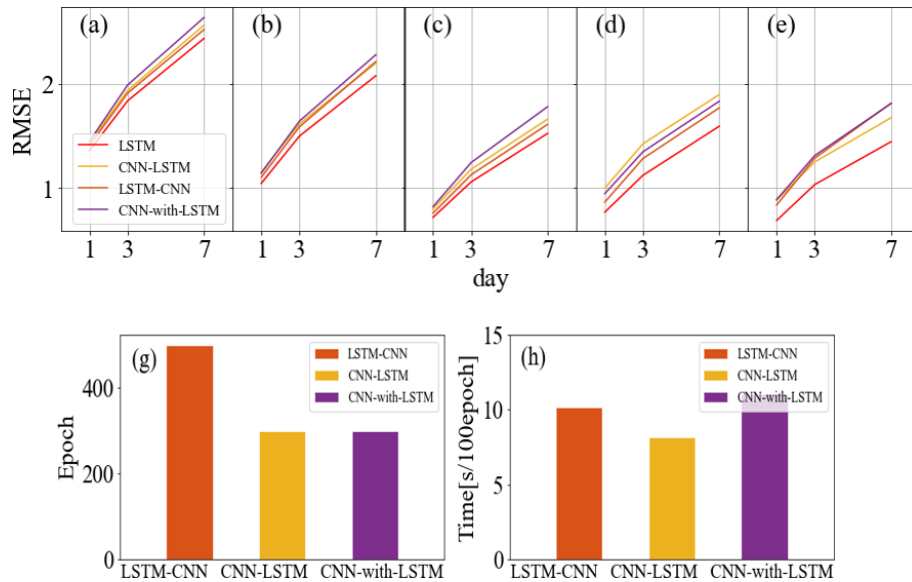 (a) (b) (c) (d) (e)
RMSE
2
1
LSTM
CNN-LSTM
LSTM-CNN
CNN-with-LSTM
1 3 7 1 3 7 1 3 7 1 3 7 1 3 7
day
(g)
Epoch
400
200
0
LSTM-CNN
CNN-LSTM
CNN-with-LSTM
LSTM-CNN CNN-LSTM CNN-with-LSTM
(h)
Time[s/100epoch]
15
10
5
0
LSTM-CNN
CNN-LSTM
CNN-with-LSTM
LSTM-CNN CNN-LSTM CNN-with-LSTM